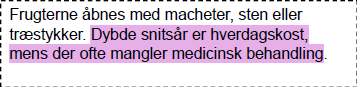 Frugterne åbnes med macheter, sten eller
træstykker. Dybde snitsår er hverdagskost,
mens der ofte mangler medicinsk behandling.